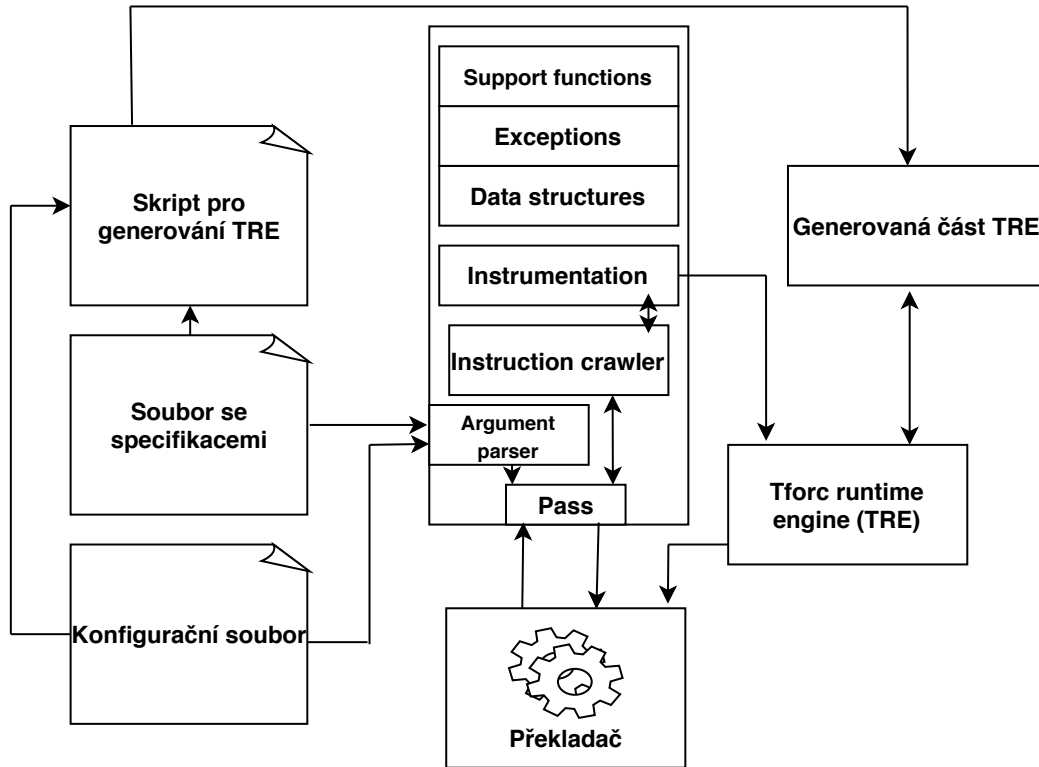 Support functions
Exceptions
Data structures
Skript pro
generování TRE
Generovaná část TRE
Instrumentation
Instruction crawler
Soubor se
specifikacemi
Argument
parser
Pass
Tforc runtime
engine (TRE)
Konfigurační soubor
Překladač